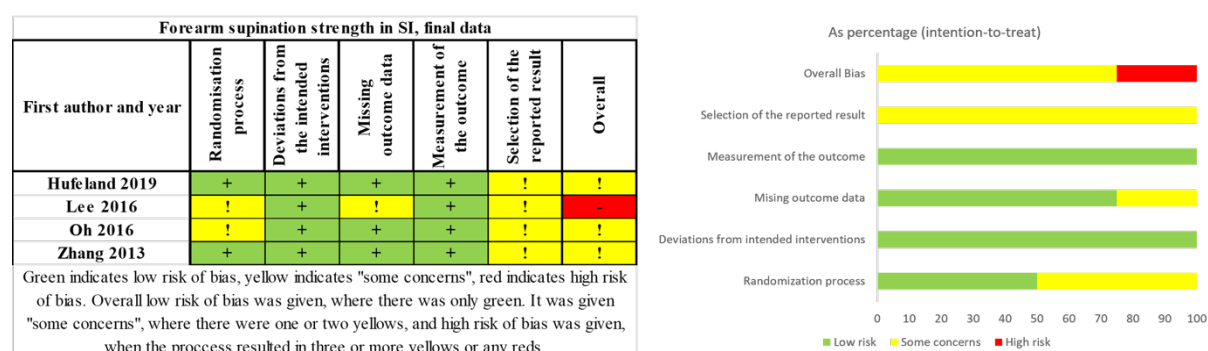 Forearm supination strength in SI, final data
First author and year
Randomisation
process
Deviations from
the intended
interventions
Missing
outcome data
Measurement of
the outcome
Selection of the
reported result
Overall
Hufeland 2019 + + + + ! !
Lee 2016 ! + ! + ! -
Oh 2016 ! + + + ! !
Zhang 2013 + + + + ! !
Green indicates low risk of bias, yellow indicates "some concerns", red indicates high risk
of bias. Overall low risk of bias was given, where there was only green. It was given
"some concerns", where there were one or two yellows, and high risk of bias was given,
when the proccess resulted in three or more yellows or any reds
As percentage (intention-to-treat)
Overall Bias
Selection of the reported result
Measurement of the outcome
Mising outcome data
Deviations from intended interventions
Randomization process
0 10 20 30 40 50 60 70 80 90 100
Low risk Some concerns High risk